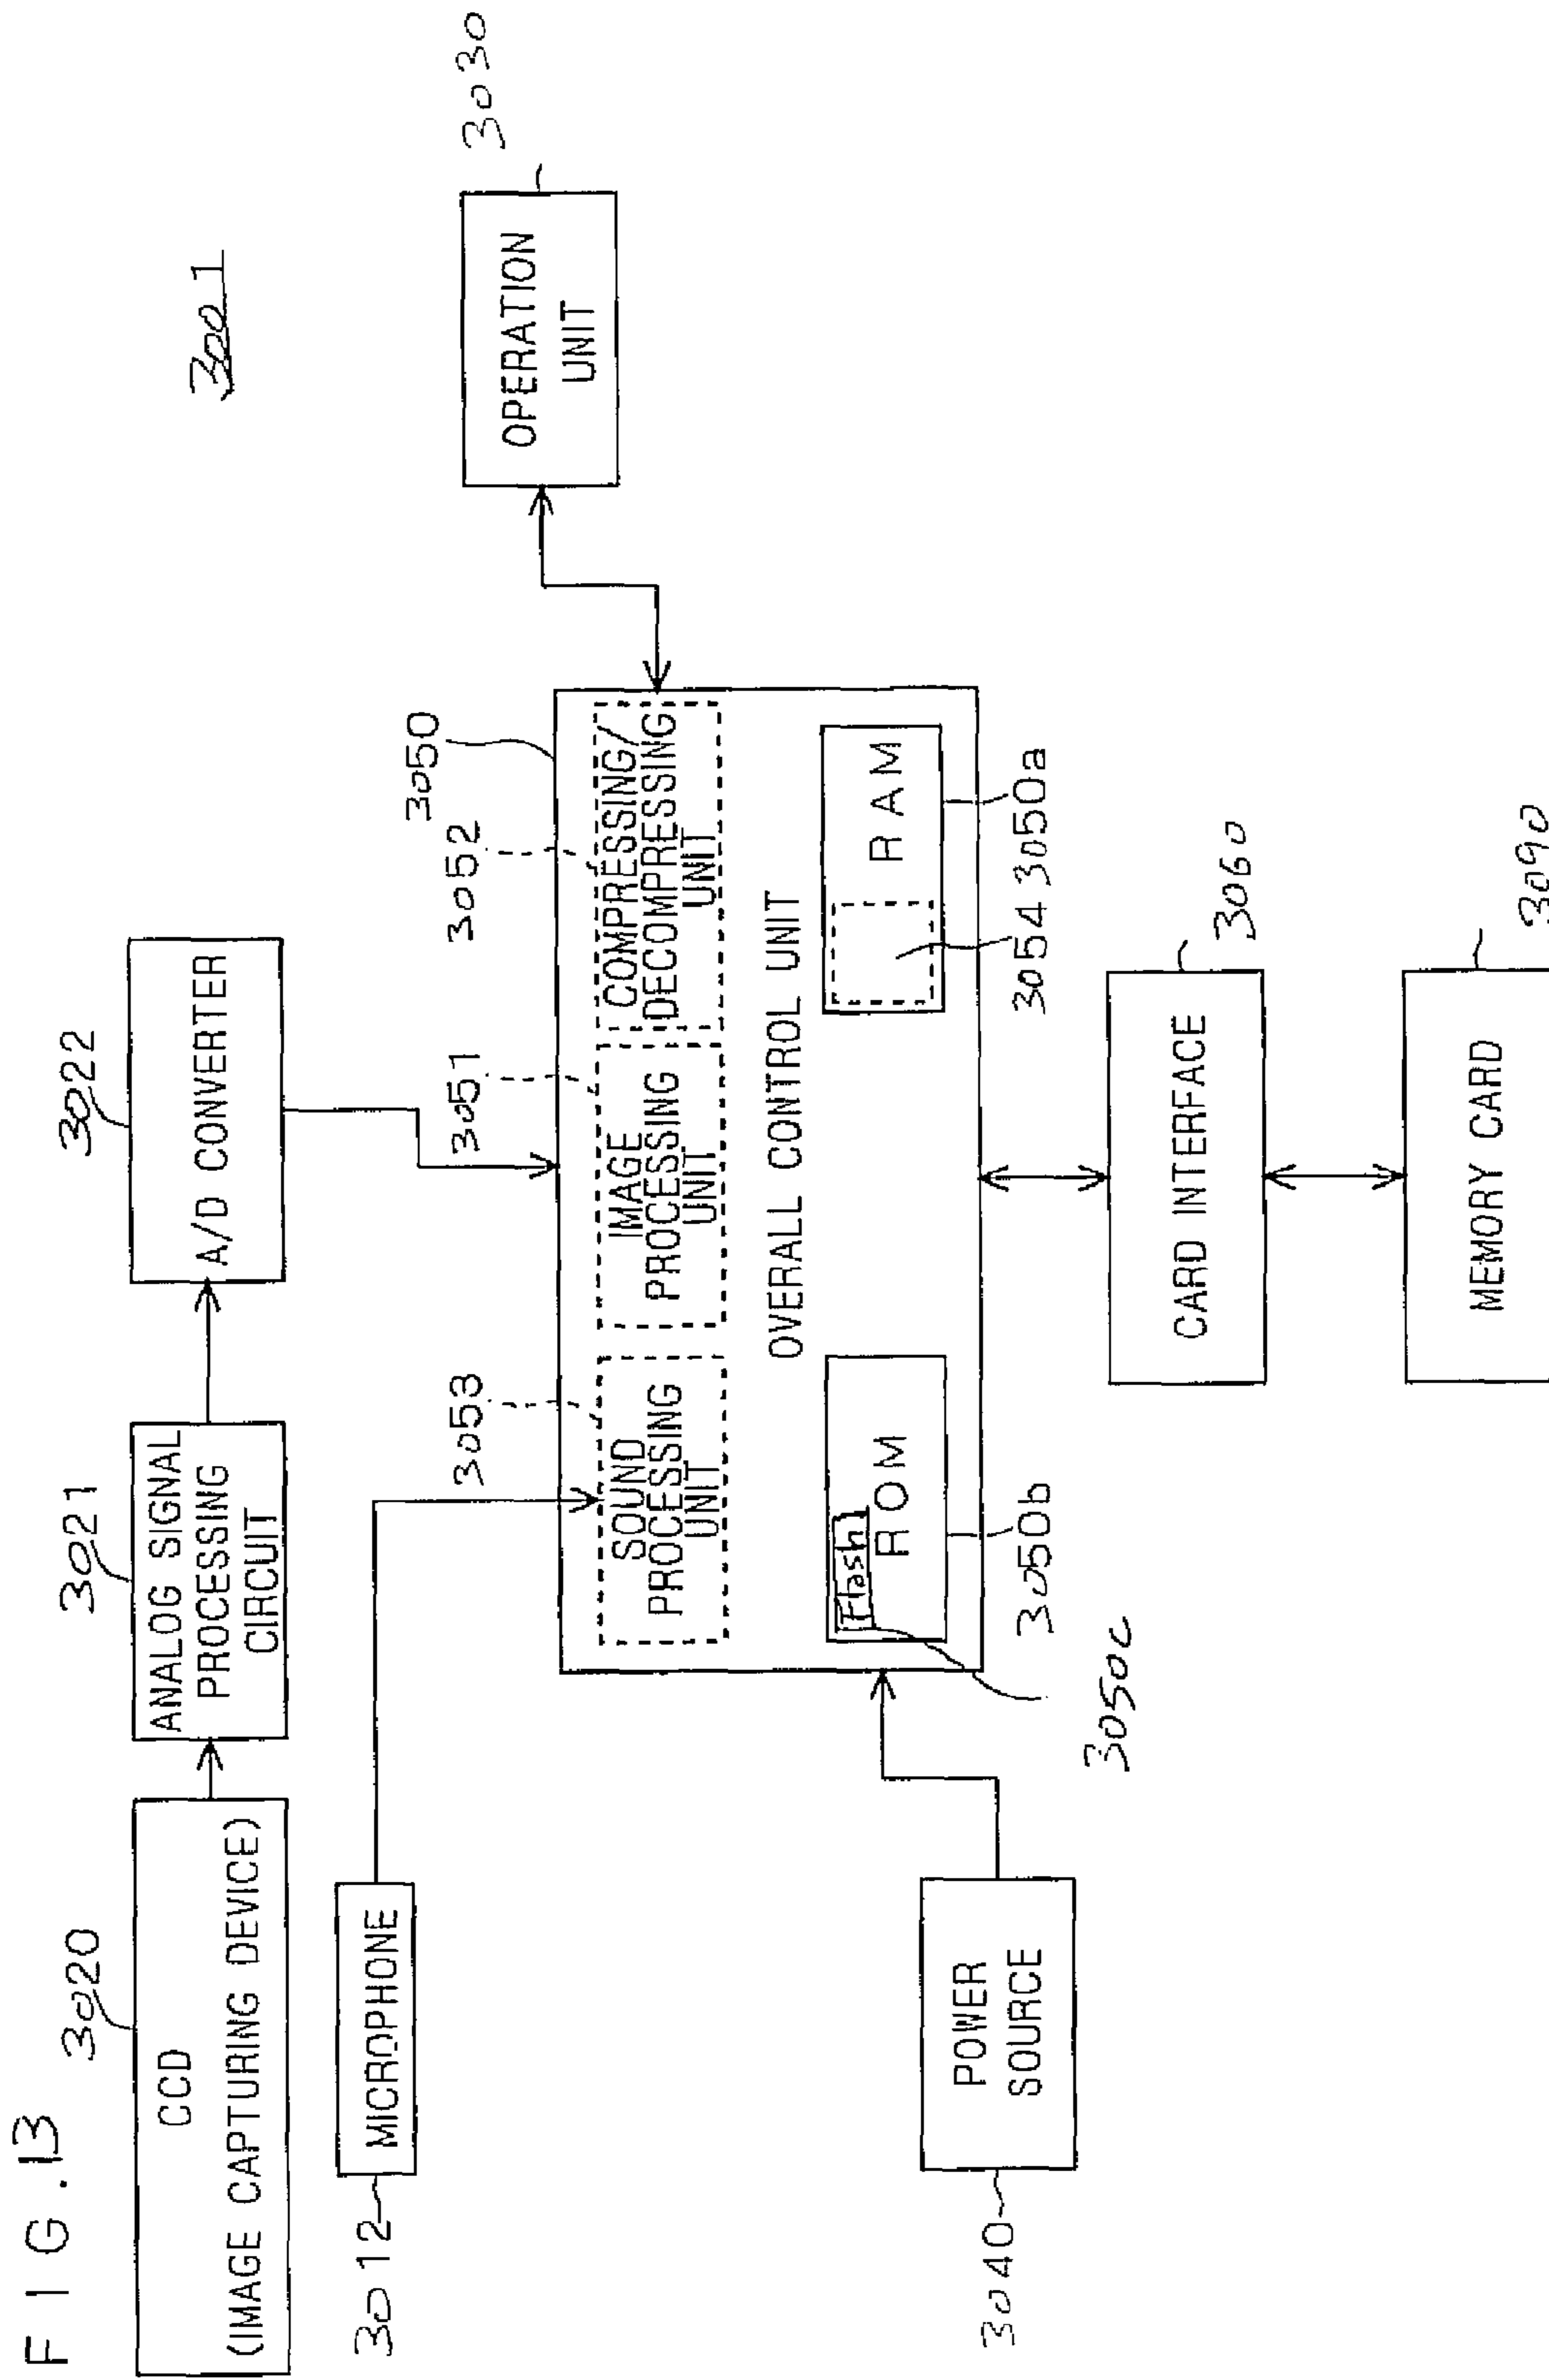 FIG.13
3001
3020
CCD
(IMAGE CAPTURING DEVICE)
3021
ANALOG SIGNAL
PROCESSING
CIRCUIT
3022
A/D CONVERTER
3012
MICROPHONE
3030
OPERATION
UNIT
3050
3053
SOUND
PROCESSING
UNIT
3051
IMAGE
PROCESSING
UNIT
3052
COMPRESSING/
DECOMPRESSING
UNIT
OVERALL CONTROL UNIT
Flash
ROM
3050b
3050c
RAM
3054
3050a
3040
POWER
SOURCE
CARD INTERFACE
3060
MEMORY CARD
3090